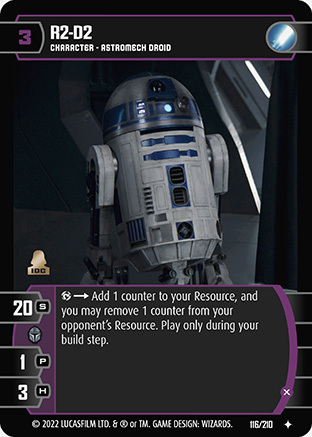 3 R2-D2
CHARACTER - ASTROMECH DROID
IDC
20 S
1 P
3 H
Add 1 counter to your Resource, and
you may remove 1 counter from your
opponent's Resource. Play only during your
build step.
© 2022 LUCASFILM LTD. & ® or TM. GAME DESIGN: WIZARDS. 116/210